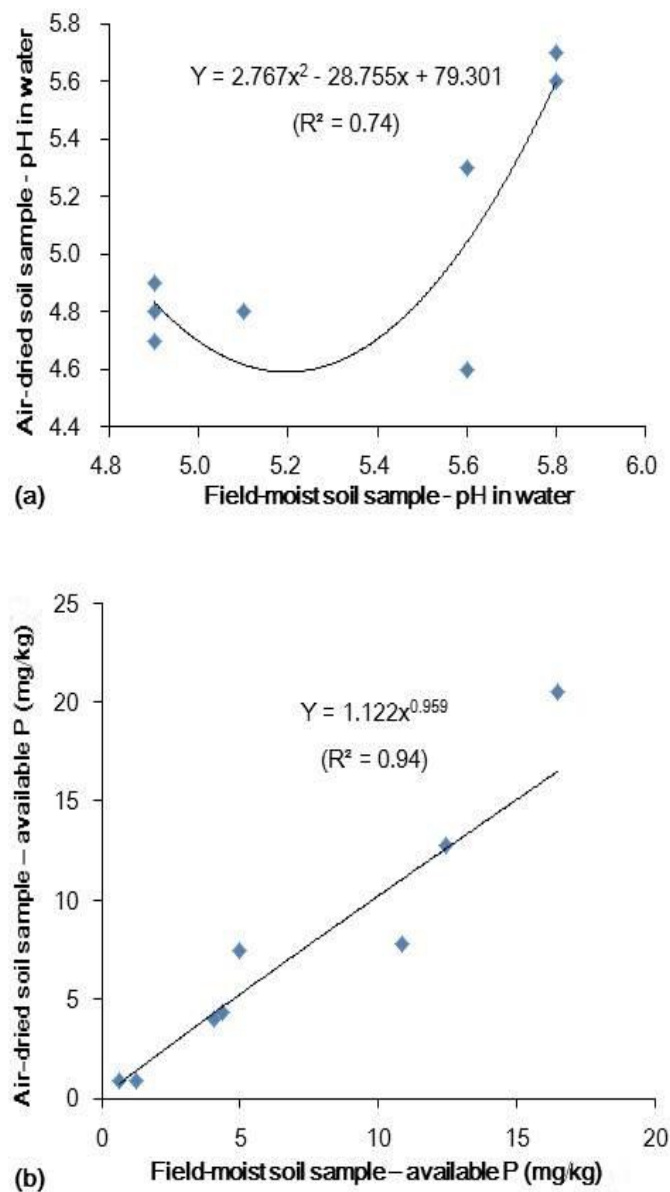 5.8
5.6
5.4
5.2
5.0
4.8
4.6
4.4
Air-dried soil sample - pH in water
Y = 2.767x² - 28.755x + 79.301
(R² = 0.74)
4.8 5.0 5.2 5.4 5.6 5.8 6.0
(a) Field-moist soil sample - pH in water
25
20
15
10
5
0
Air-dried soil sample – available P (mg/kg)
Y = 1.122x⁰·⁹⁵⁹
(R² = 0.94)
0 5 10 15 20
(b) Field-moist soil sample – available P (mg/kg)